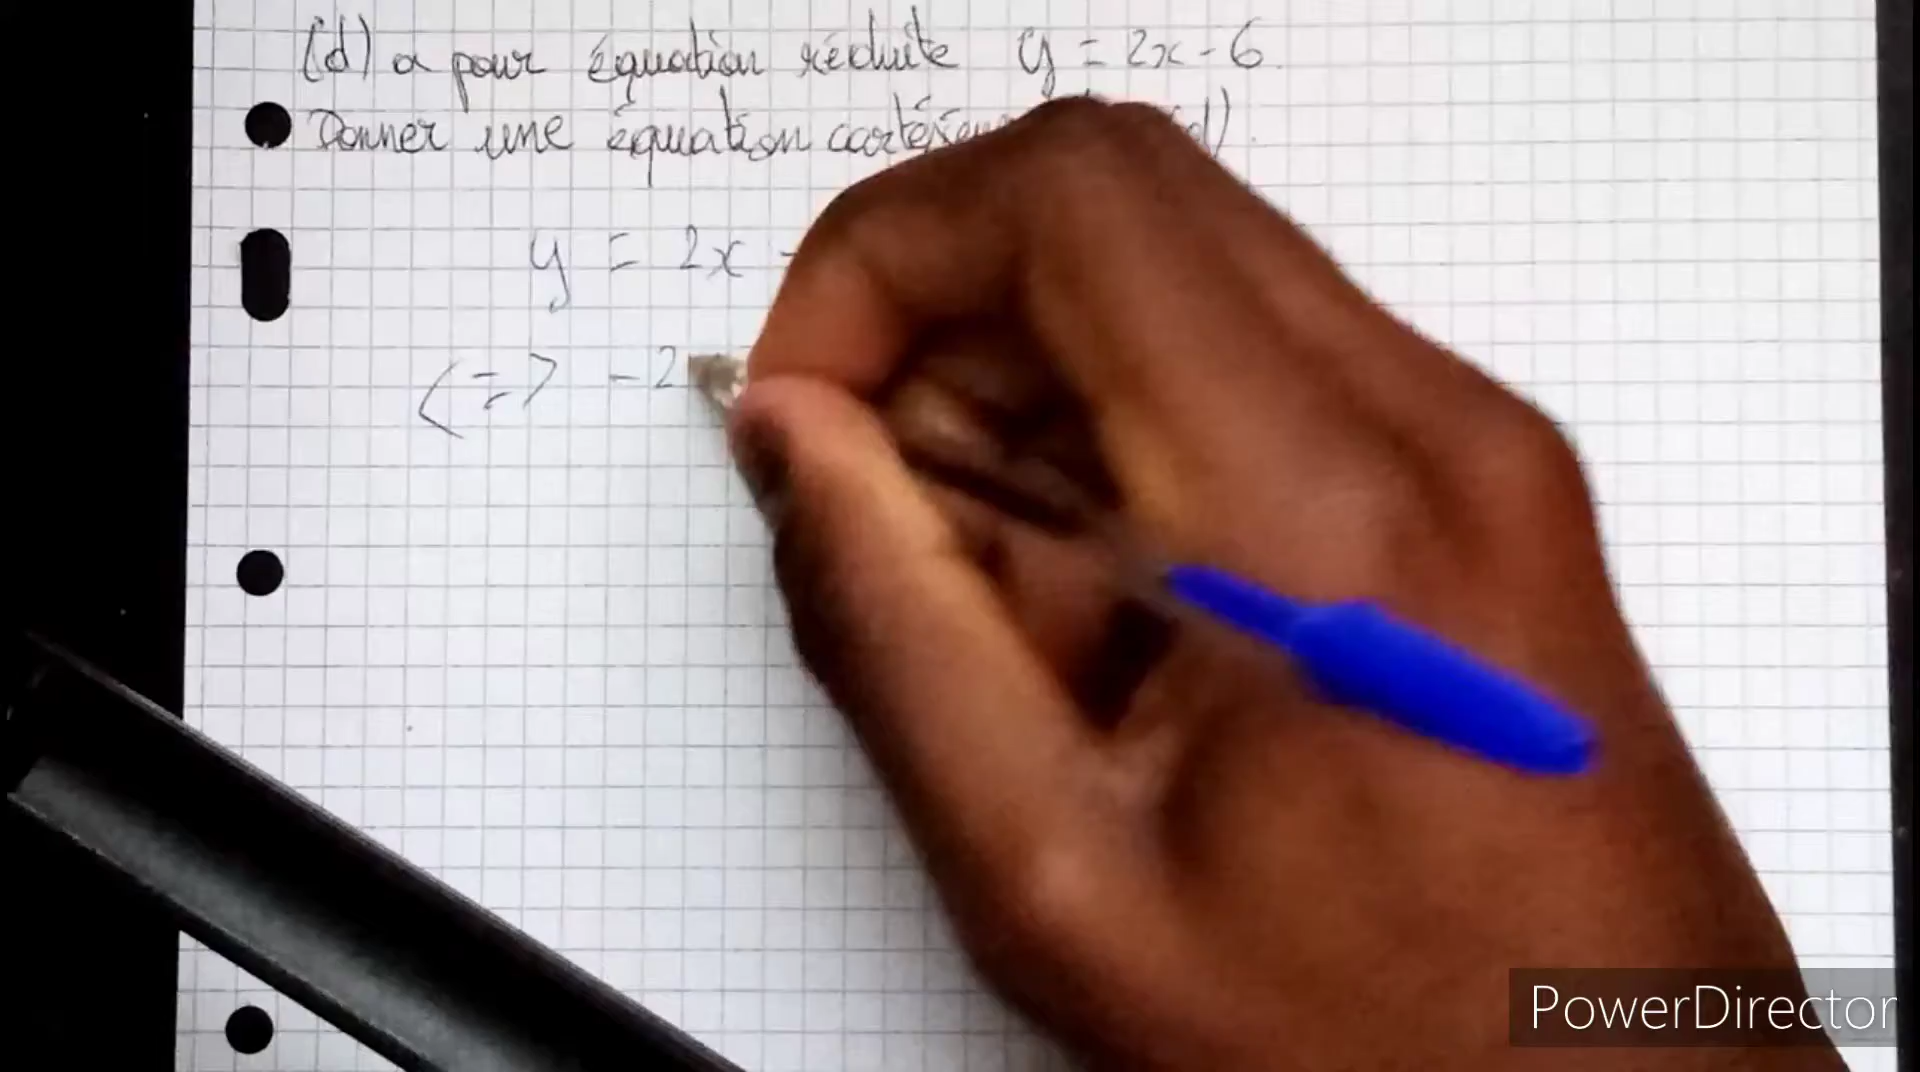 (d) a pour équation réduite y = 2x - 6.
Donner une équation (d).
y = 2x -
<=> - 2
PowerDirector